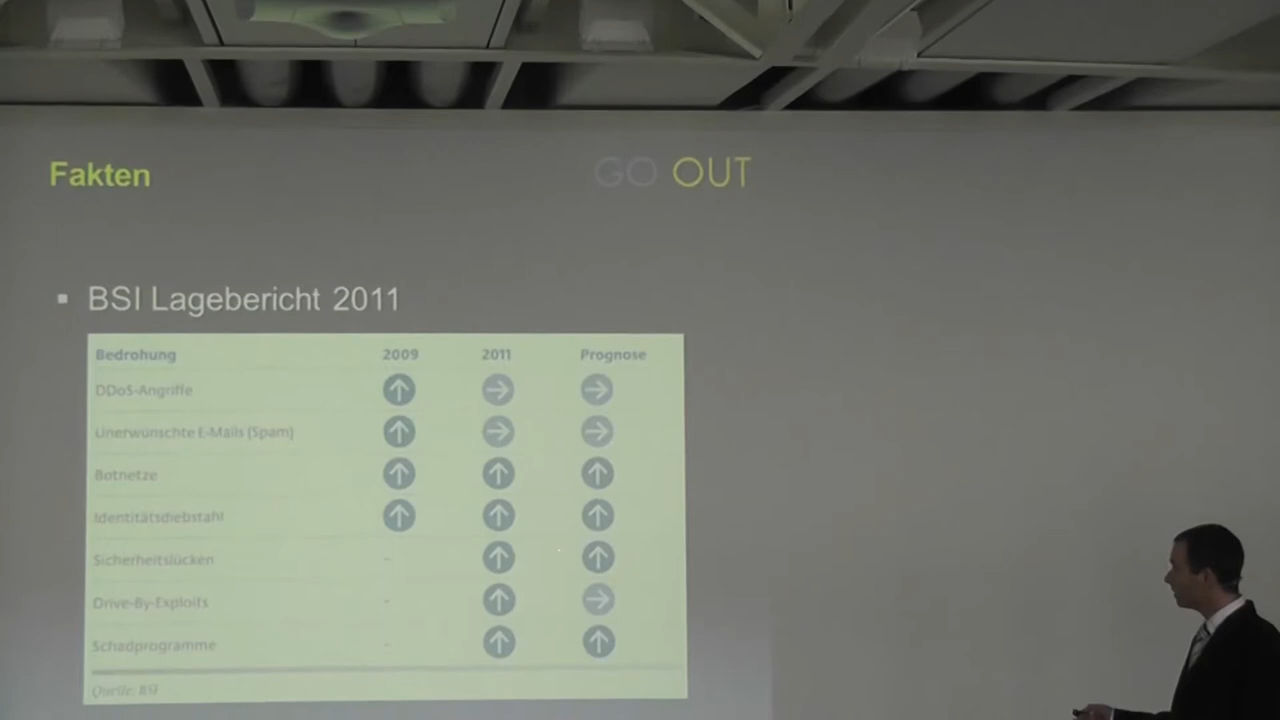 Fakten
GO OUT
▪ BSI Lagebericht 2011
Bedrohung 2009 2011 Prognose
DDoS-Angriffe ↑ → →
Unerwünschte E-Mails (Spam) ↑ → →
Botnetze ↑ ↑ ↑
Identitätsdiebstahl ↑ ↑ ↑
Sicherheitslücken - ↑ ↑
Drive-By-Exploits - ↑ →
Schadprogramme - ↑ ↑
Quelle: BSI